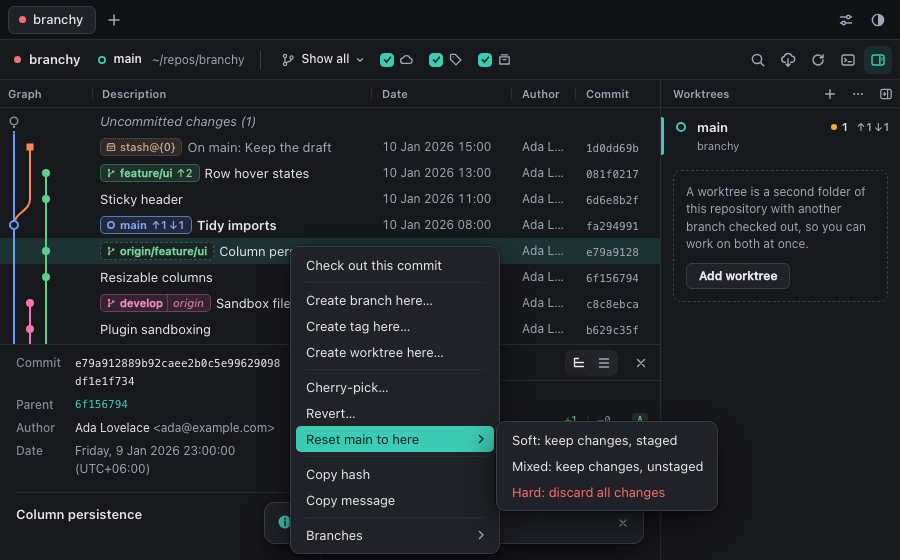 branchy
branchy main ~/repos/branchy Show all
Graph Description Date Author Commit Worktrees
Uncommitted changes (1)
stash@{0} On main: Keep the draft 10 Jan 2026 15:00 Ada L... 1d0dd69b
feature/ui ↑2 Row hover states 10 Jan 2026 13:00 Ada L... 081f0217
Sticky header 10 Jan 2026 11:00 Ada L... 6d6e8b2f
main ↑1↓1 Tidy imports 10 Jan 2026 08:00 Ada L... fa294991
origin/feature/ui Column Ada L... e79a9128
Resizable columns Ada L... 6f156794
develop origin Sandbox file Ada L... c8c8ebca
Plugin sandboxing Ada L... b629c35f
main 1 ↑1↓1
branchy
A worktree is a second folder of
this repository with another
branch checked out, so you can
work on both at once.
Add worktree
Check out this commit
Create branch here...
Create tag here...
Create worktree here...
Cherry-pick...
Revert...
Reset main to here
Copy hash
Copy message
Branches
Soft: keep changes, staged
Mixed: keep changes, unstaged
Hard: discard all changes
Commit e79a912889b92caee2b0c5e99629098
df1e1f734
Parent 6f156794
Author Ada Lovelace <ada@example.com>
Date Friday, 9 Jan 2026 23:00:00
(UTC+06:00)
Column persistence